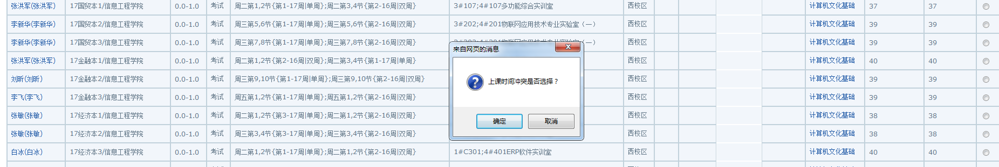 张洪军(张洪军) 17国贸本1/信息工程学院 0.0-1.0 考试 周二第1,2节{第1-17周|单周};周二第3,4节{第2-16周|双周} 3#107;4#107多功能综合实训室 西校区 计算机文化基础 37 37
李新华(李新华) 17国贸本2/信息工程学院 0.0-1.0 考试 周三第5,6节{第1-17周|单周};周三第5,6节{第2-16周|双周} 3#202;4#201物联网应用技术专业实验室（一） 西校区 计算机文化基础 39 39
李新华(李新华) 17国贸本3/信息工程学院 0.0-1.0 考试 周三第7,8节{第1-17周|单周};周三第7,8节{第2-16周|双周} 西校区 计算机文化基础 39 39
来自网页的消息
张洪军(张洪军) 17金融本1/信息工程学院 0.0-1.0 考试 周二第1,2节{第2-16周|双周};周二第3,4节{第1-17周|单周} 西校区 计算机文化基础 40 40
刘昕(刘昕) 17金融本2/信息工程学院 0.0-1.0 考试 周三第9,10节{第1-17周|单周};周三第9,10节{第2-16周|双周} 西校区 计算机文化基础 39 39
上课时间冲突是否选择？
李飞(李飞) 17金融本3/信息工程学院 0.0-1.0 考试 周五第1,2节{第1-17周|单周};周五第1,2节{第2-16周|双周} 西校区 计算机文化基础 39 39
张敏(张敏) 17经济本1/信息工程学院 0.0-1.0 考试 周二第1,2节{第3-17周|单周};周二第1,2节{第2-16周|双周} 西校区 计算机文化基础 38 38
确定 取消
张敏(张敏) 17经济本2/信息工程学院 0.0-1.0 考试 周三第3,4节{第3-17周|单周};周三第3,4节{第2-16周|双周} 西校区 计算机文化基础 38 38
白冰(白冰) 17经济本3/信息工程学院 0.0-1.0 考试 周二第1,2节{第1-17周|单周};周二第1,2节{第2-16周|双周} 1#C301;4#401ERP软件实训室 西校区 计算机文化基础 40 40